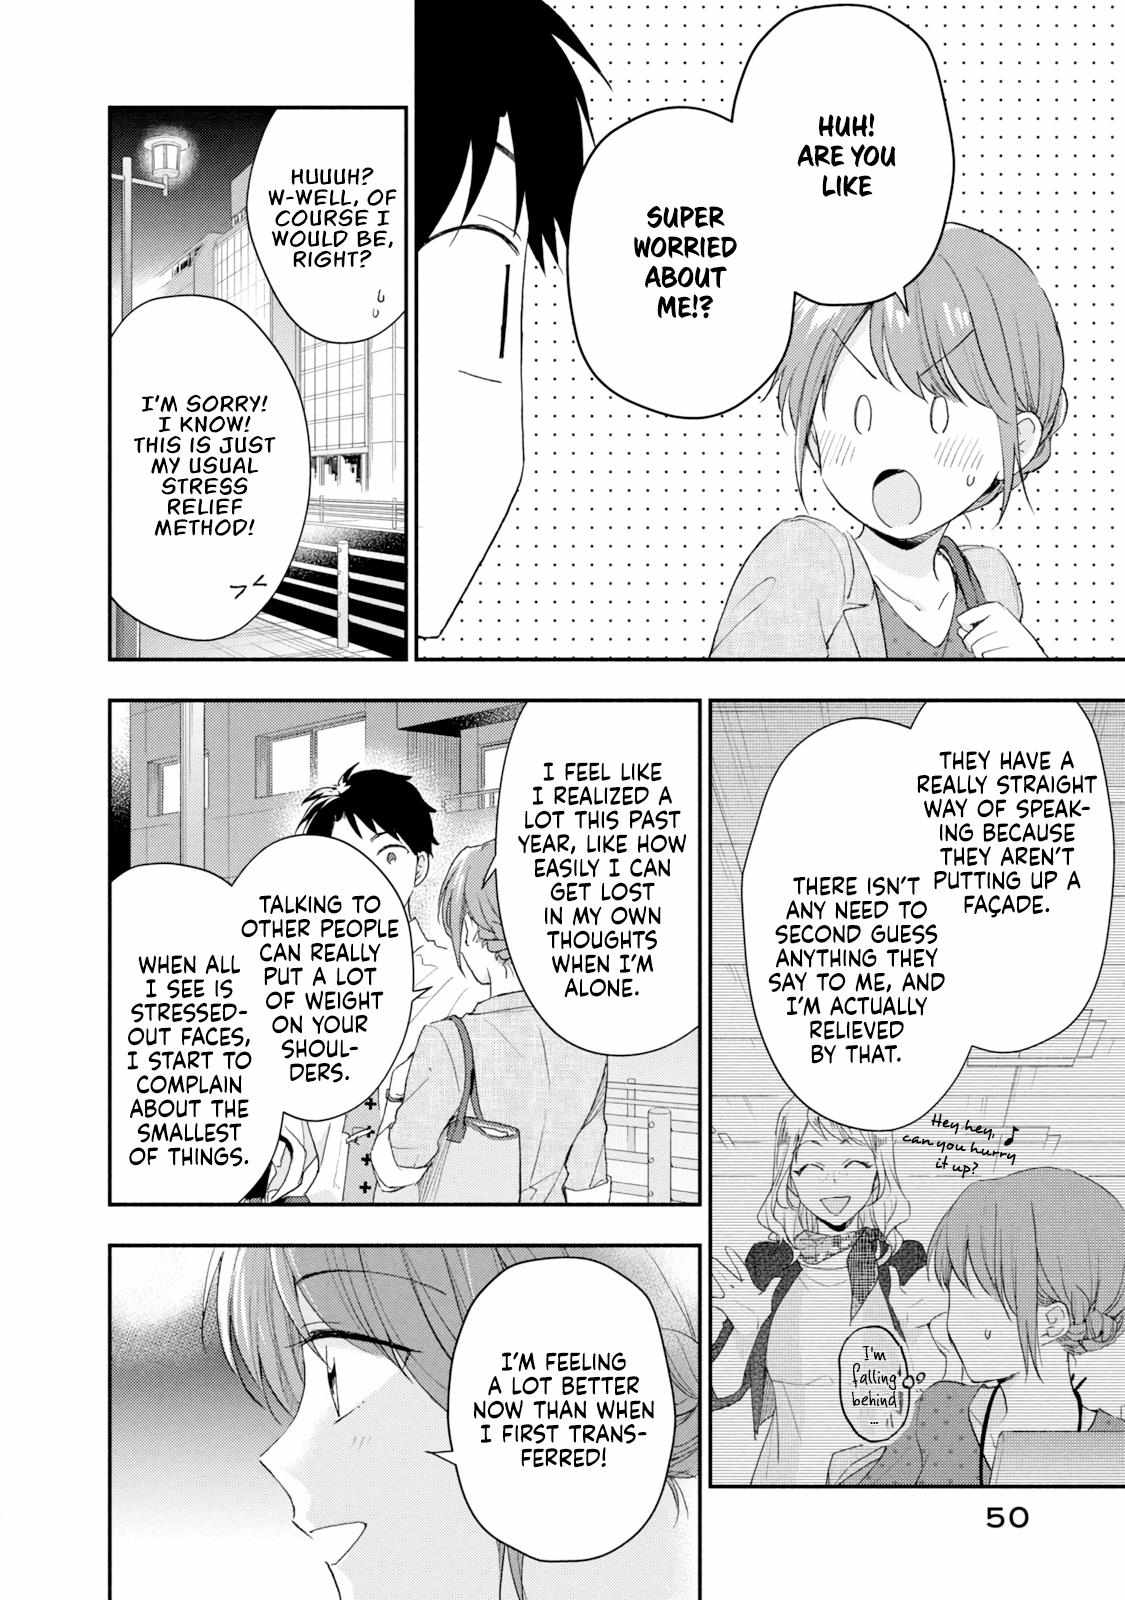 HUH!
ARE YOU
LIKE
SUPER
WORRIED
ABOUT
ME!?
HUUUH?
W-WELL, OF
COURSE I
WOULD BE,
RIGHT?
I'M SORRY!
I KNOW!
THIS IS JUST
MY USUAL
STRESS
RELIEF
METHOD!
THEY HAVE A
REALLY STRAIGHT
WAY OF SPEAK-
ING BECAUSE
THEY AREN'T
PUTTING UP A
FAÇADE.
THERE ISN'T
ANY NEED TO
SECOND GUESS
ANYTHING THEY
SAY TO ME, AND
I'M ACTUALLY
RELIEVED
BY THAT.
Hey hey,
can you hurry
it up?
I'm
falling
behind
...
I FEEL LIKE
I REALIZED A
LOT THIS PAST
YEAR, LIKE HOW
EASILY I CAN
GET LOST
IN MY OWN
THOUGHTS
WHEN I'M
ALONE.
TALKING TO
OTHER PEOPLE
CAN REALLY
PUT A LOT
OF WEIGHT
ON YOUR
SHOUL-
DERS.
WHEN ALL
I SEE IS
STRESSED-
OUT FACES,
I START TO
COMPLAIN
ABOUT THE
SMALLEST
OF THINGS.
I'M FEELING
A LOT BETTER
NOW THAN WHEN
I FIRST TRANS-
FERRED!
50